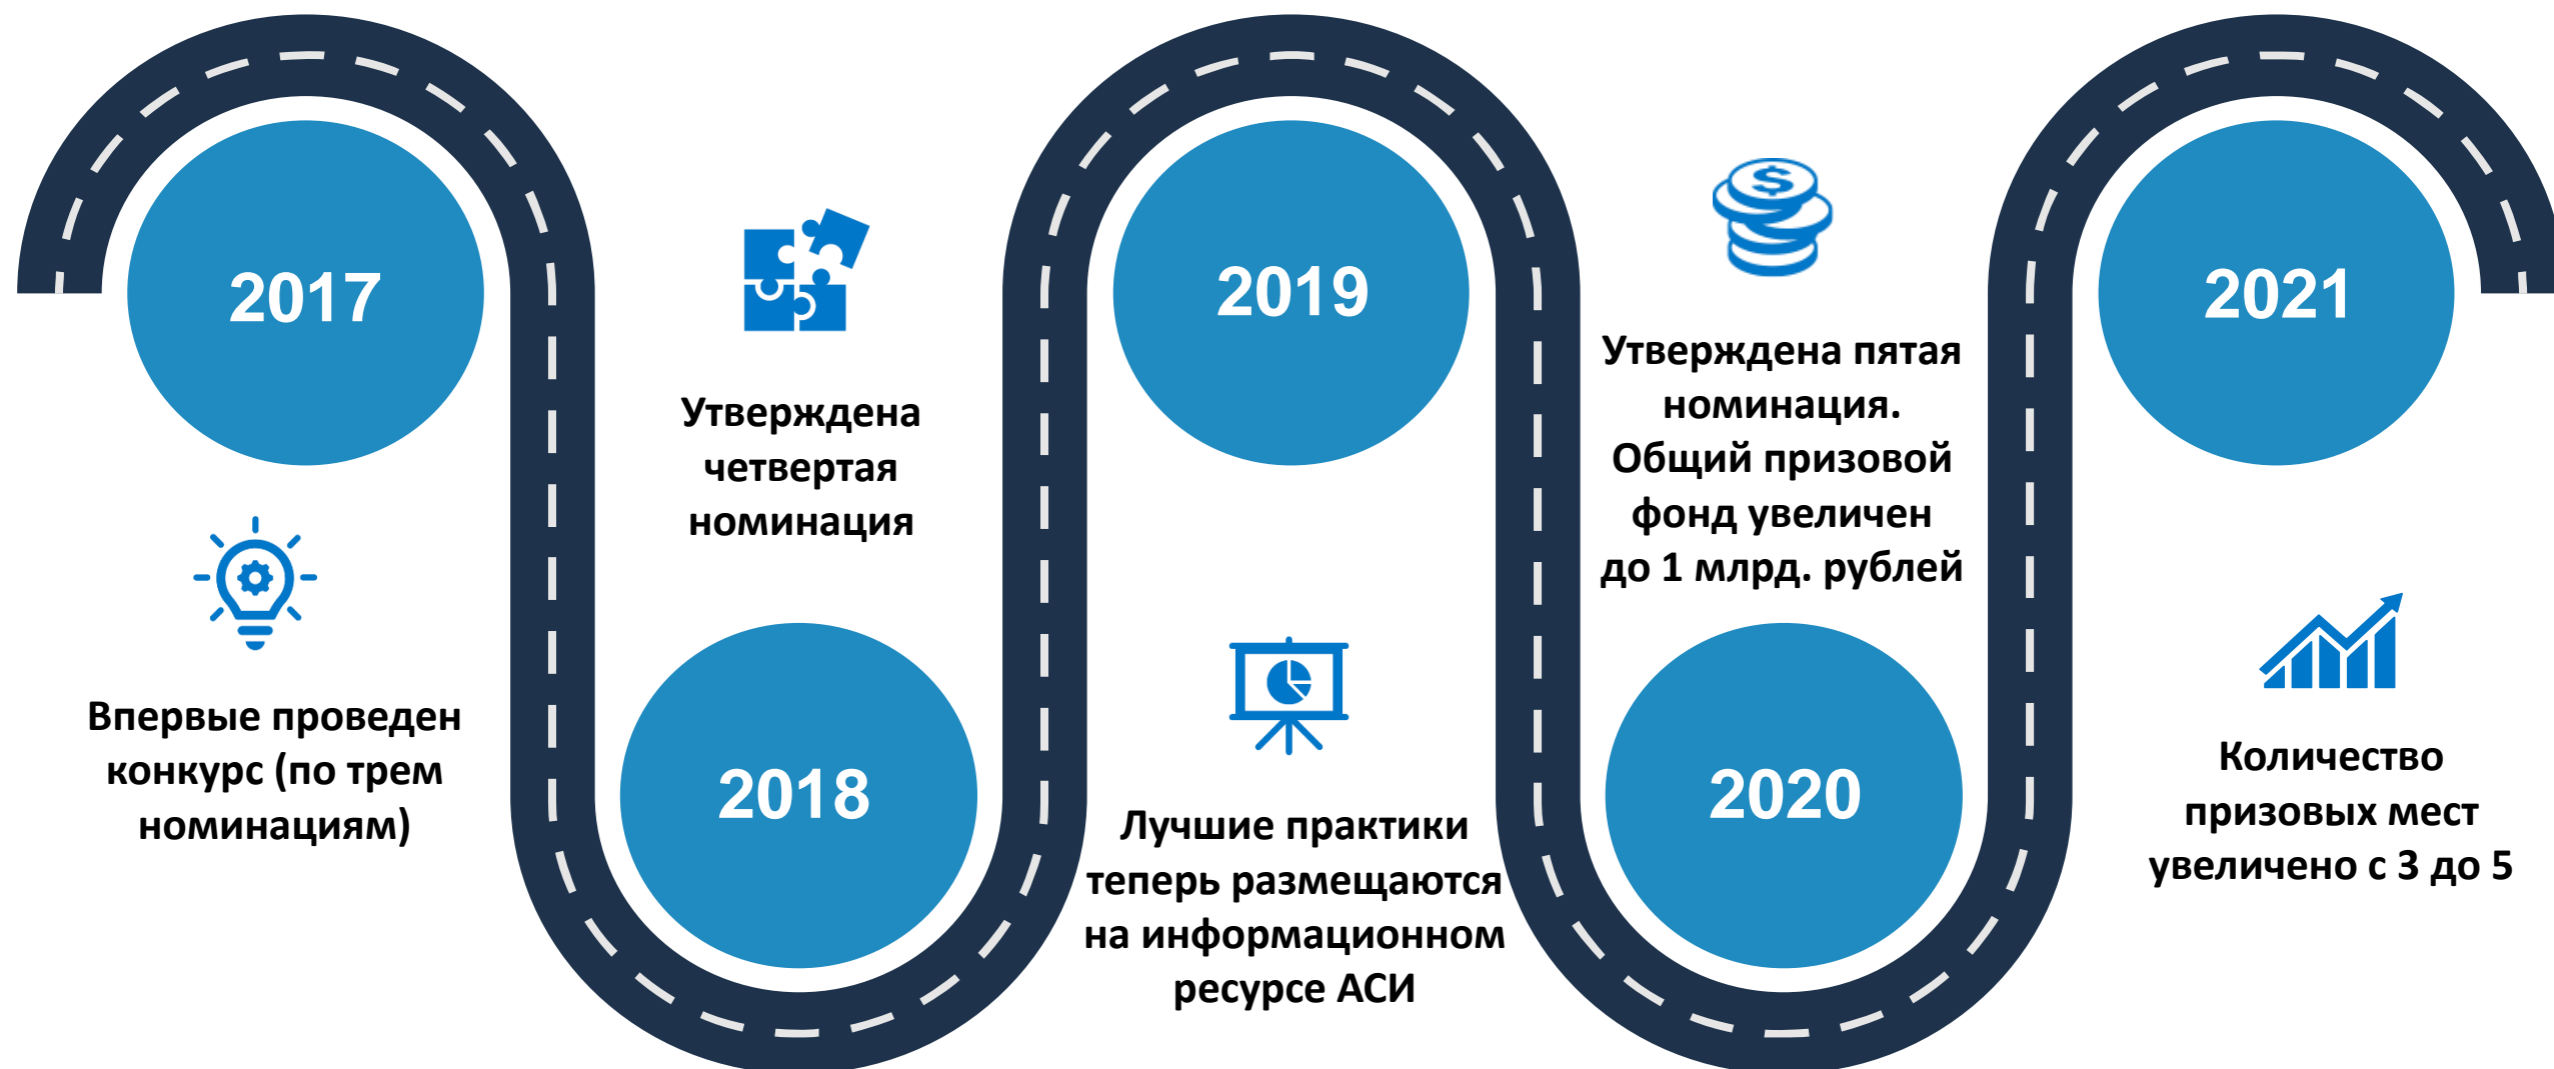 2017
Впервые проведен
конкурс (по трем
номинациям)
Утверждена
четвертая
номинация
2018
2019
Лучшие практики
теперь размещаются
на информационном
ресурсе АСИ
$
Утверждена пятая
номинация.
Общий призовой
фонд увеличен
до 1 млрд. рублей
2020
2021
Количество
призовых мест
увеличено с 3 до 5